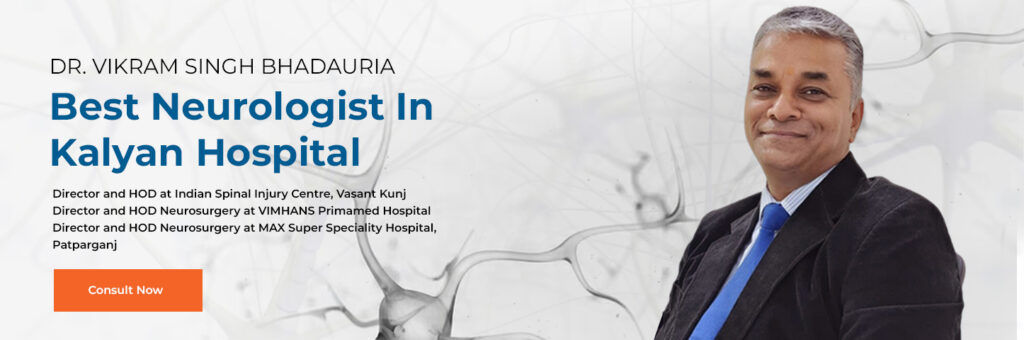 DR. VIKRAM SINGH BHADAURIA
Best Neurologist In
Kalyan Hospital
Director and HOD at Indian Spinal Injury Centre, Vasant Kunj
Director and HOD Neurosurgery at VIMHANS Primamed Hospital
Director and HOD Neurosurgery at MAX Super Speciality Hospital,
Patparganj
Consult Now